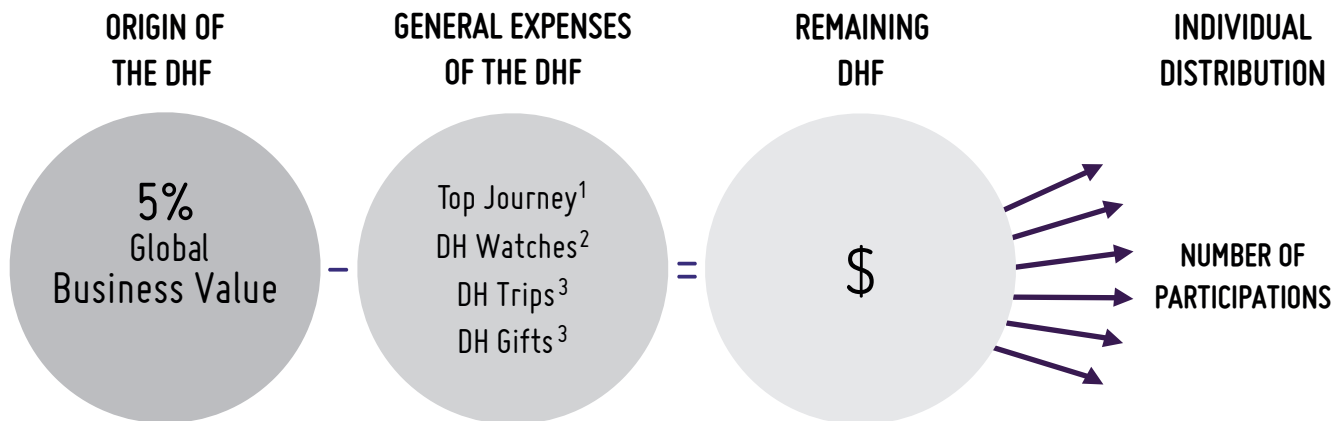 ORIGIN OF
THE DHF
GENERAL EXPENSES
OF THE DHF
REMAINING
DHF
INDIVIDUAL
DISTRIBUTION
5%
Global
Business Value
-
Top Journey¹
DH Watches²
DH Trips³
DH Gifts³
=
$
NUMBER OF
PARTICIPATIONS